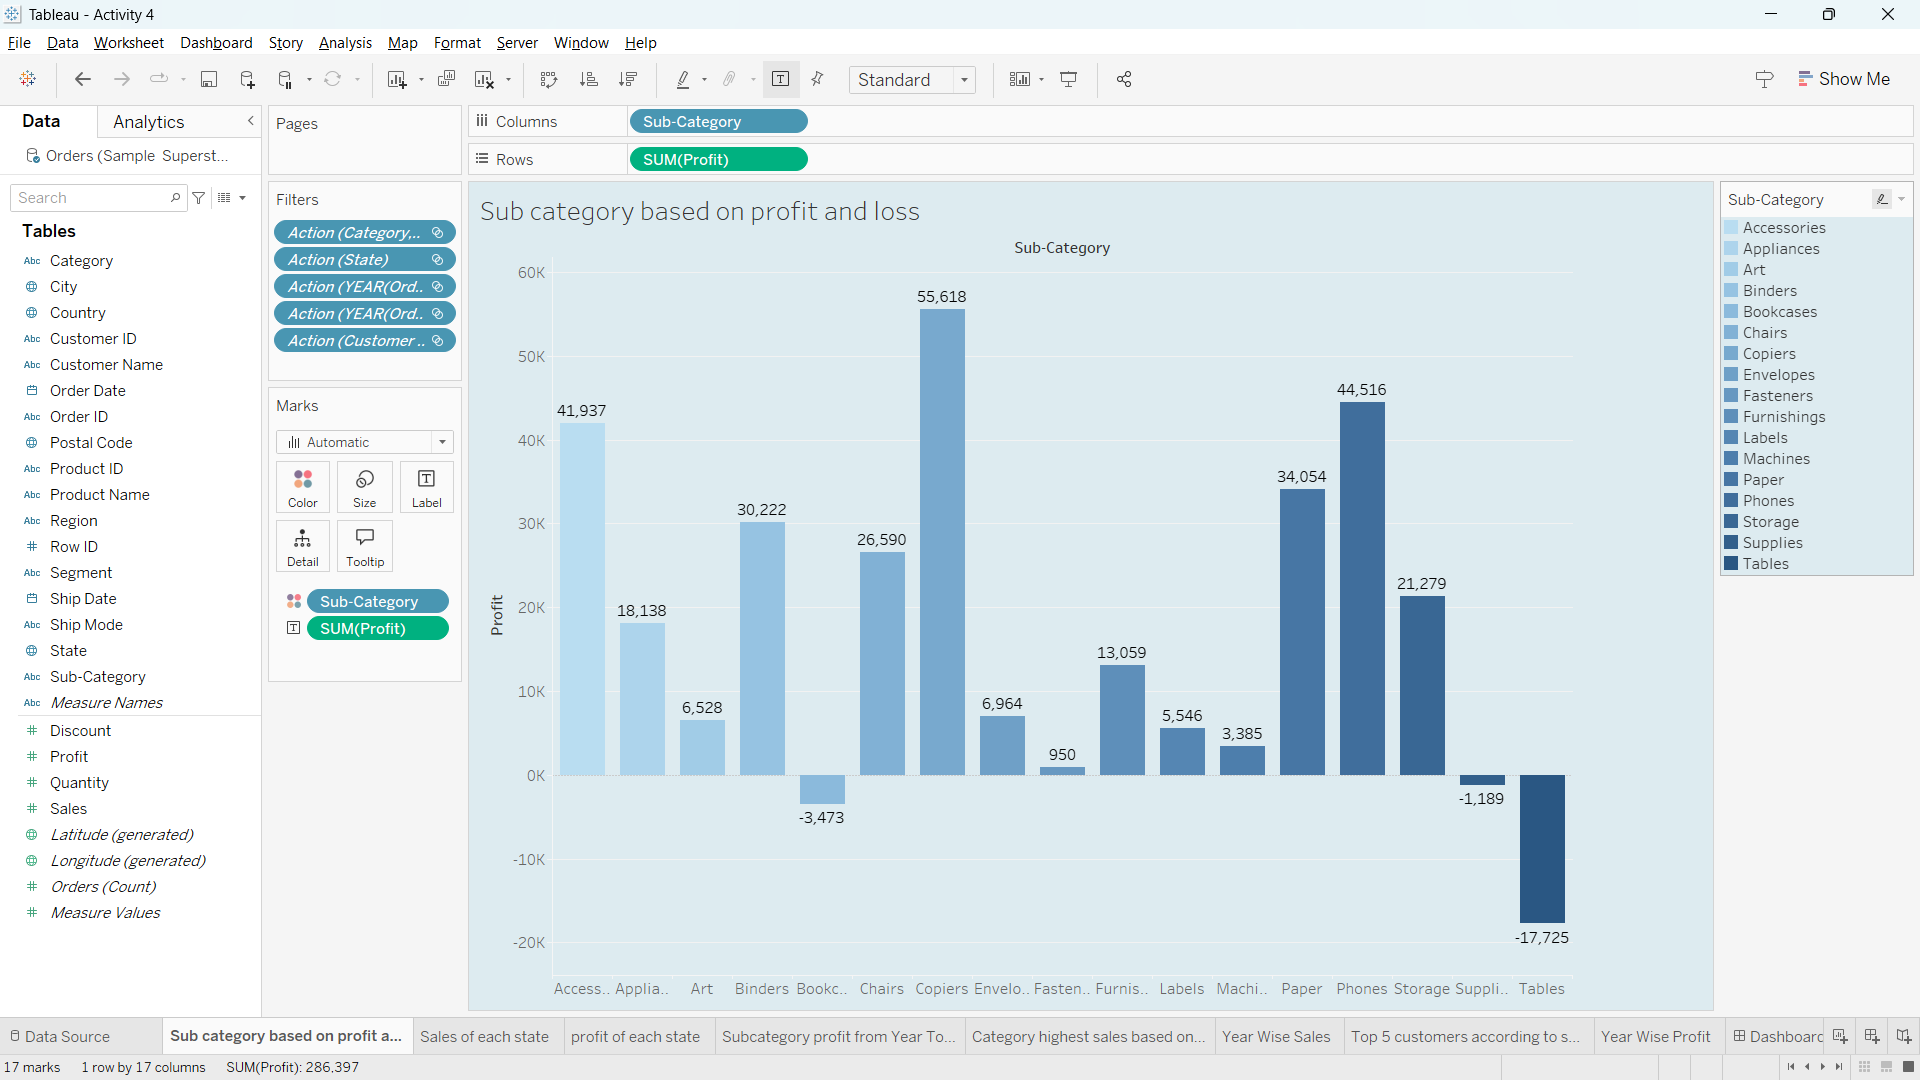 Tableau - Activity 4
File Data Worksheet Dashboard Story Analysis Map Format Server Window Help
Standard
Show Me
Data Analytics
Orders (Sample Superst...
Search
Tables
Abc Category
City
Country
Abc Customer ID
Abc Customer Name
Order Date
Abc Order ID
Postal Code
Abc Product ID
Abc Product Name
Abc Region
# Row ID
Abc Segment
Ship Date
Abc Ship Mode
State
Abc Sub-Category
Abc Measure Names
# Discount
# Profit
# Quantity
# Sales
Latitude (generated)
Longitude (generated)
# Orders (Count)
# Measure Values
Pages
Filters
Action (Category,..
Action (State)
Action (YEAR(Ord..
Action (YEAR(Ord..
Action (Customer ..
Marks
Automatic
Color Size Label
Detail Tooltip
Sub-Category
SUM(Profit)
Columns Sub-Category
Rows SUM(Profit)
Sub category based on profit and loss
Sub-Category
60K
50K
40K
30K
20K
10K
0K
-10K
-20K
Profit
41,937
18,138
6,528
30,222
-3,473
26,590
55,618
6,964
950
13,059
5,546
3,385
34,054
44,516
21,279
-1,189
-17,725
Access.. Applia.. Art Binders Bookc.. Chairs Copiers Envelo.. Fasten.. Furnis.. Labels Machi.. Paper Phones Storage Suppli.. Tables
Sub-Category
Accessories
Appliances
Art
Binders
Bookcases
Chairs
Copiers
Envelopes
Fasteners
Furnishings
Labels
Machines
Paper
Phones
Storage
Supplies
Tables
Data Source Sub category based on profit a... Sales of each state profit of each state Subcategory profit from Year To... Category highest sales based on... Year Wise Sales Top 5 customers according to s... Year Wise Profit Dashboard
17 marks 1 row by 17 columns SUM(Profit): 286,397